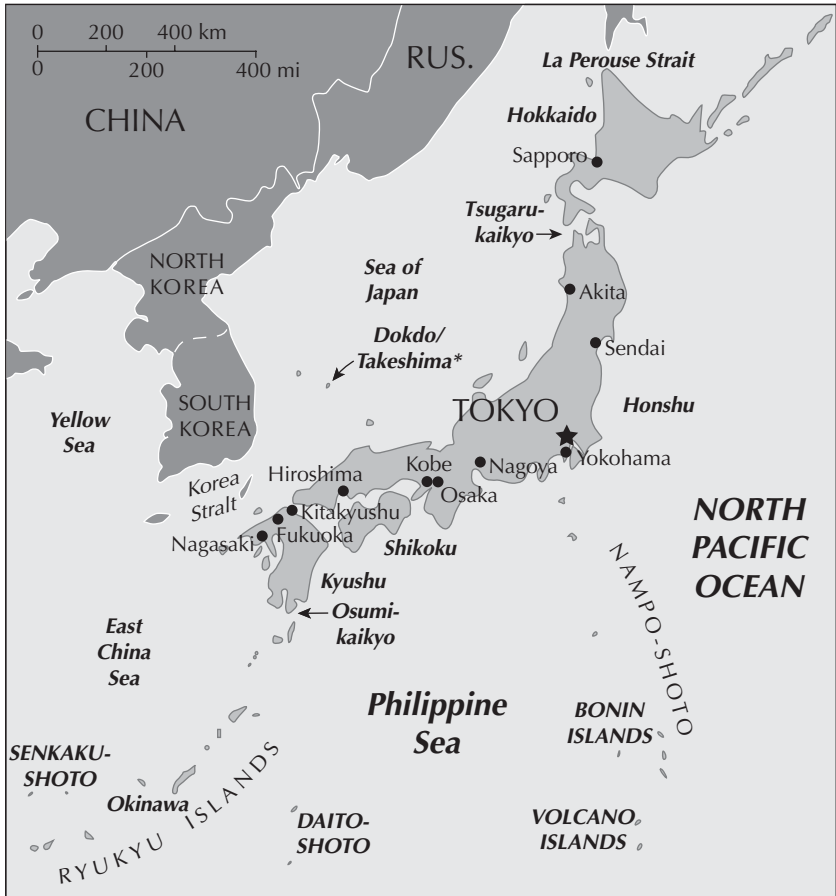 0 200 400 km
0 200 400 mi
RUS.
La Perouse Strait
CHINA
Hokkaido
Sapporo
Tsugaru-
kaikyo
NORTH
KOREA
Sea of
Japan
Akita
Dokdo/
Takeshima*
Sendai
SOUTH
KOREA
Yellow
Sea
TOKYO
Honshu
Yokohama
Nagoya
Kobe
Osaka
Hiroshima
Korea
Stralt
Kitakyushu
Fukuoka
Nagasaki
Shikoku
Kyushu
Osumi-
kaikyo
NORTH
PACIFIC
OCEAN
NAMPO-SHOTO
East
China
Sea
Philippine
Sea
BONIN
ISLANDS
SENKAKU-
SHOTO
Okinawa
RYUKYU ISLANDS
DAITO-
SHOTO
VOLCANO
ISLANDS